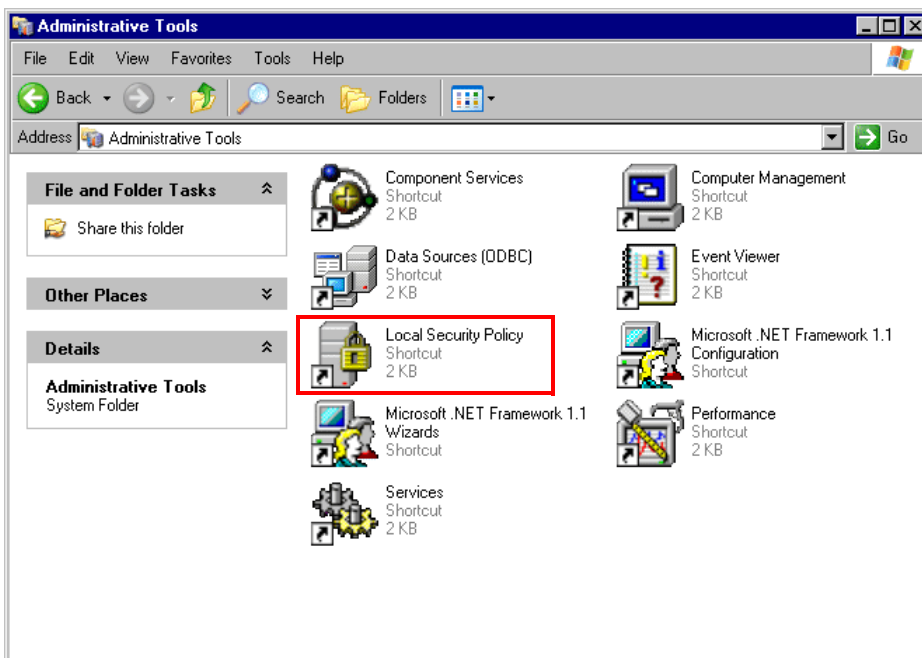 Administrative Tools
File Edit View Favorites Tools Help
Back Search Folders
Address Administrative Tools Go
File and Folder Tasks
Share this folder
Other Places
Details
Administrative Tools
System Folder
Component Services
Shortcut
2 KB
Computer Management
Shortcut
2 KB
Data Sources (ODBC)
Shortcut
2 KB
Event Viewer
Shortcut
2 KB
Local Security Policy
Shortcut
2 KB
Microsoft .NET Framework 1.1
Configuration
Shortcut
Microsoft .NET Framework 1.1
Wizards
Shortcut
Performance
Shortcut
2 KB
Services
Shortcut
2 KB